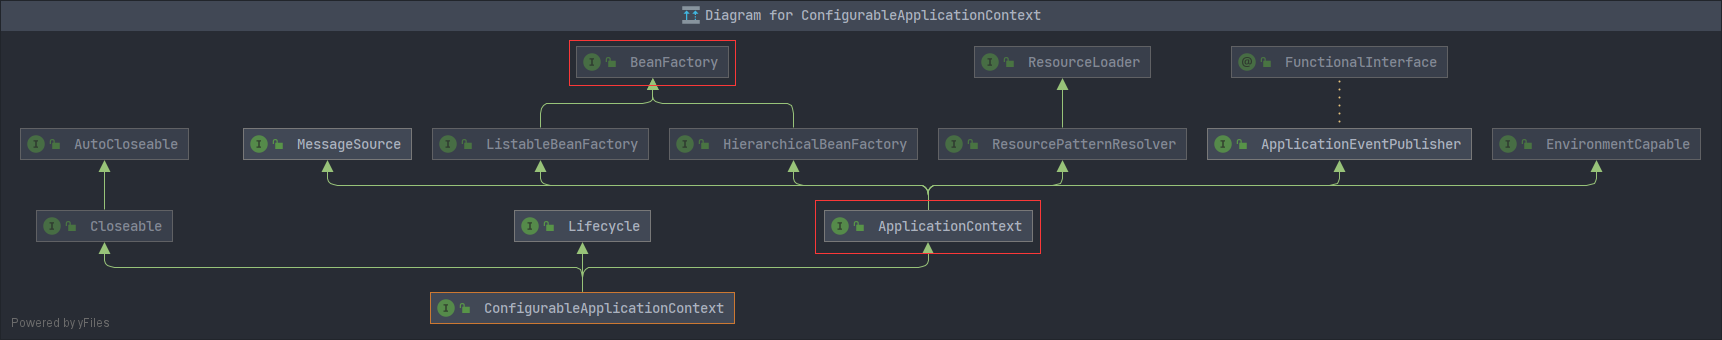 Diagram for ConfigurableApplicationContext
I BeanFactory
I ResourceLoader
@ FunctionalInterface
I AutoCloseable
I MessageSource
I ListableBeanFactory
I HierarchicalBeanFactory
I ResourcePatternResolver
I ApplicationEventPublisher
I EnvironmentCapable
I Closeable
I Lifecycle
I ApplicationContext
I ConfigurableApplicationContext
Powered by yFiles